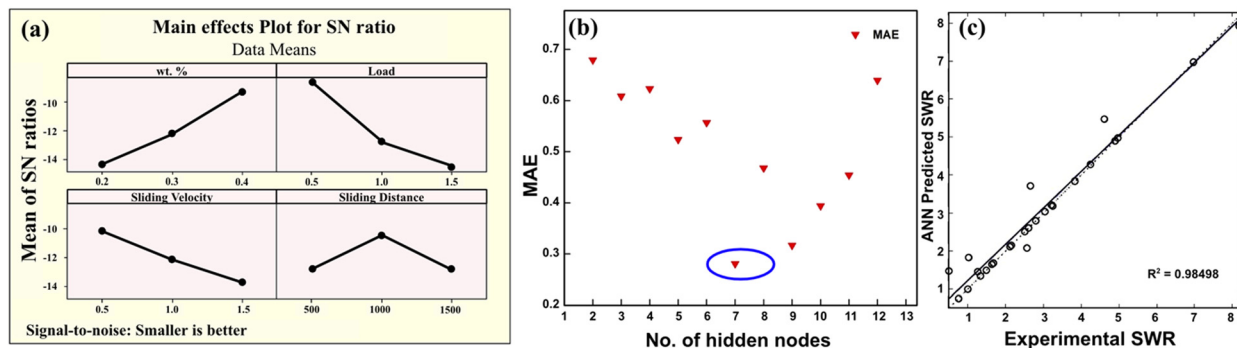 (a)
Main effects Plot for SN ratio
Data Means
wt. %
Load
-10
-12
-14
0.2
0.3
0.4
0.5
1.0
1.5
Sliding Velocity
Sliding Distance
-10
-12
-14
0.5
1.0
1.5
500
1000
1500
Mean of SN ratios
Signal-to-noise: Smaller is better
(b)
MAE
0.7
0.6
0.5
0.4
0.3
0.2
MAE
1 2 3 4 5 6 7 8 9 10 11 12 13
No. of hidden nodes
(c)
8
7
6
5
4
3
2
1
ANN Predicted SWR
R² = 0.98498
1 2 3 4 5 6 7 8
Experimental SWR